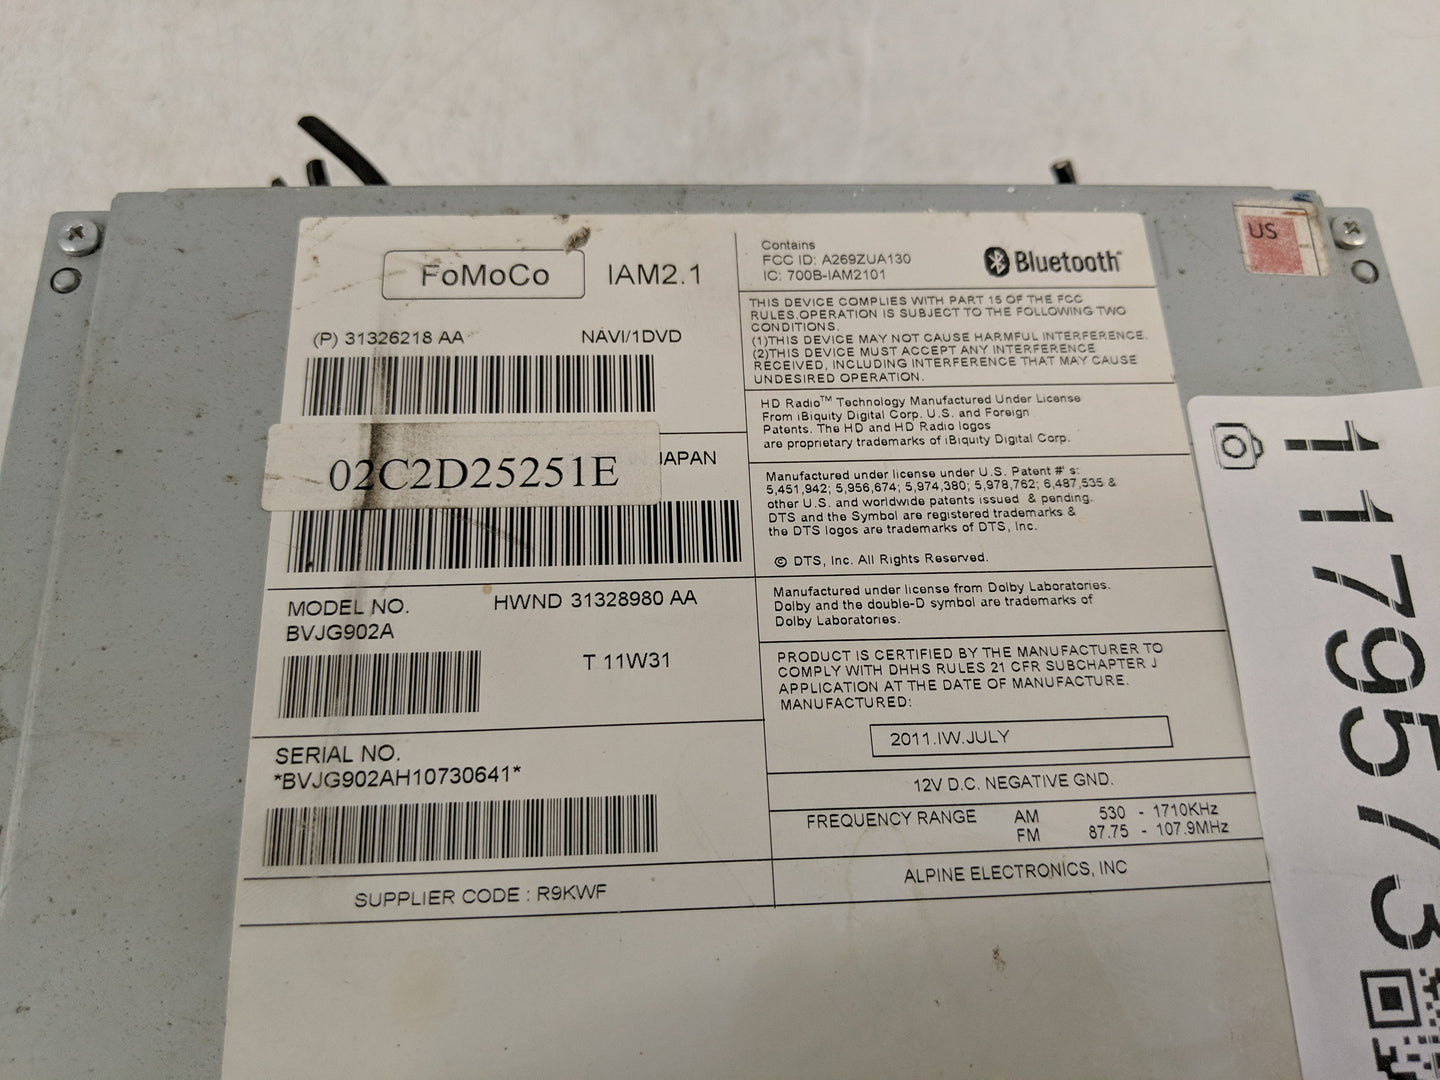 FoMoCo IAM2.1
(P) 31326218 AA NAVI/1DVD
JAPAN
02C2D25251E
MODEL NO. HWND 31328980 AA
BVJG902A
T 11W31
SERIAL NO.
*BVJG902AH10730641*
SUPPLIER CODE : R9KWF
Contains
FCC ID: A269ZUA130
IC: 700B-IAM2101
Bluetooth
THIS DEVICE COMPLIES WITH PART 15 OF THE FCC
RULES.OPERATION IS SUBJECT TO THE FOLLOWING TWO
CONDITIONS.
(1)THIS DEVICE MAY NOT CAUSE HARMFUL INTERFERENCE.
(2)THIS DEVICE MUST ACCEPT ANY INTERFERENCE
RECEIVED, INCLUDING INTERFERENCE THAT MAY CAUSE
UNDESIRED OPERATION.
HD Radio™ Technology Manufactured Under License
From iBiquity Digital Corp. U.S. and Foreign
Patents. The HD and HD Radio logos
are proprietary trademarks of iBiquity Digital Corp.
Manufactured under license under U.S. Patent #' s:
5,451,942; 5,956,674; 5,974,380; 5,978,762; 6,487,535 &
other U.S. and worldwide patents issued & pending.
DTS and the Symbol are registered trademarks &
the DTS logos are trademarks of DTS, Inc.
© DTS, Inc. All Rights Reserved.
Manufactured under license from Dolby Laboratories.
Dolby and the double-D symbol are trademarks of
Dolby Laboratories.
PRODUCT IS CERTIFIED BY THE MANUFACTURER TO
COMPLY WITH DHHS RULES 21 CFR SUBCHAPTER J
APPLICATION AT THE DATE OF MANUFACTURE.
MANUFACTURED:
2011.IW.JULY
12V D.C. NEGATIVE GND.
FREQUENCY RANGE AM 530 - 1710KHz
FM 87.75 - 107.9MHz
ALPINE ELECTRONICS, INC
US
1179573